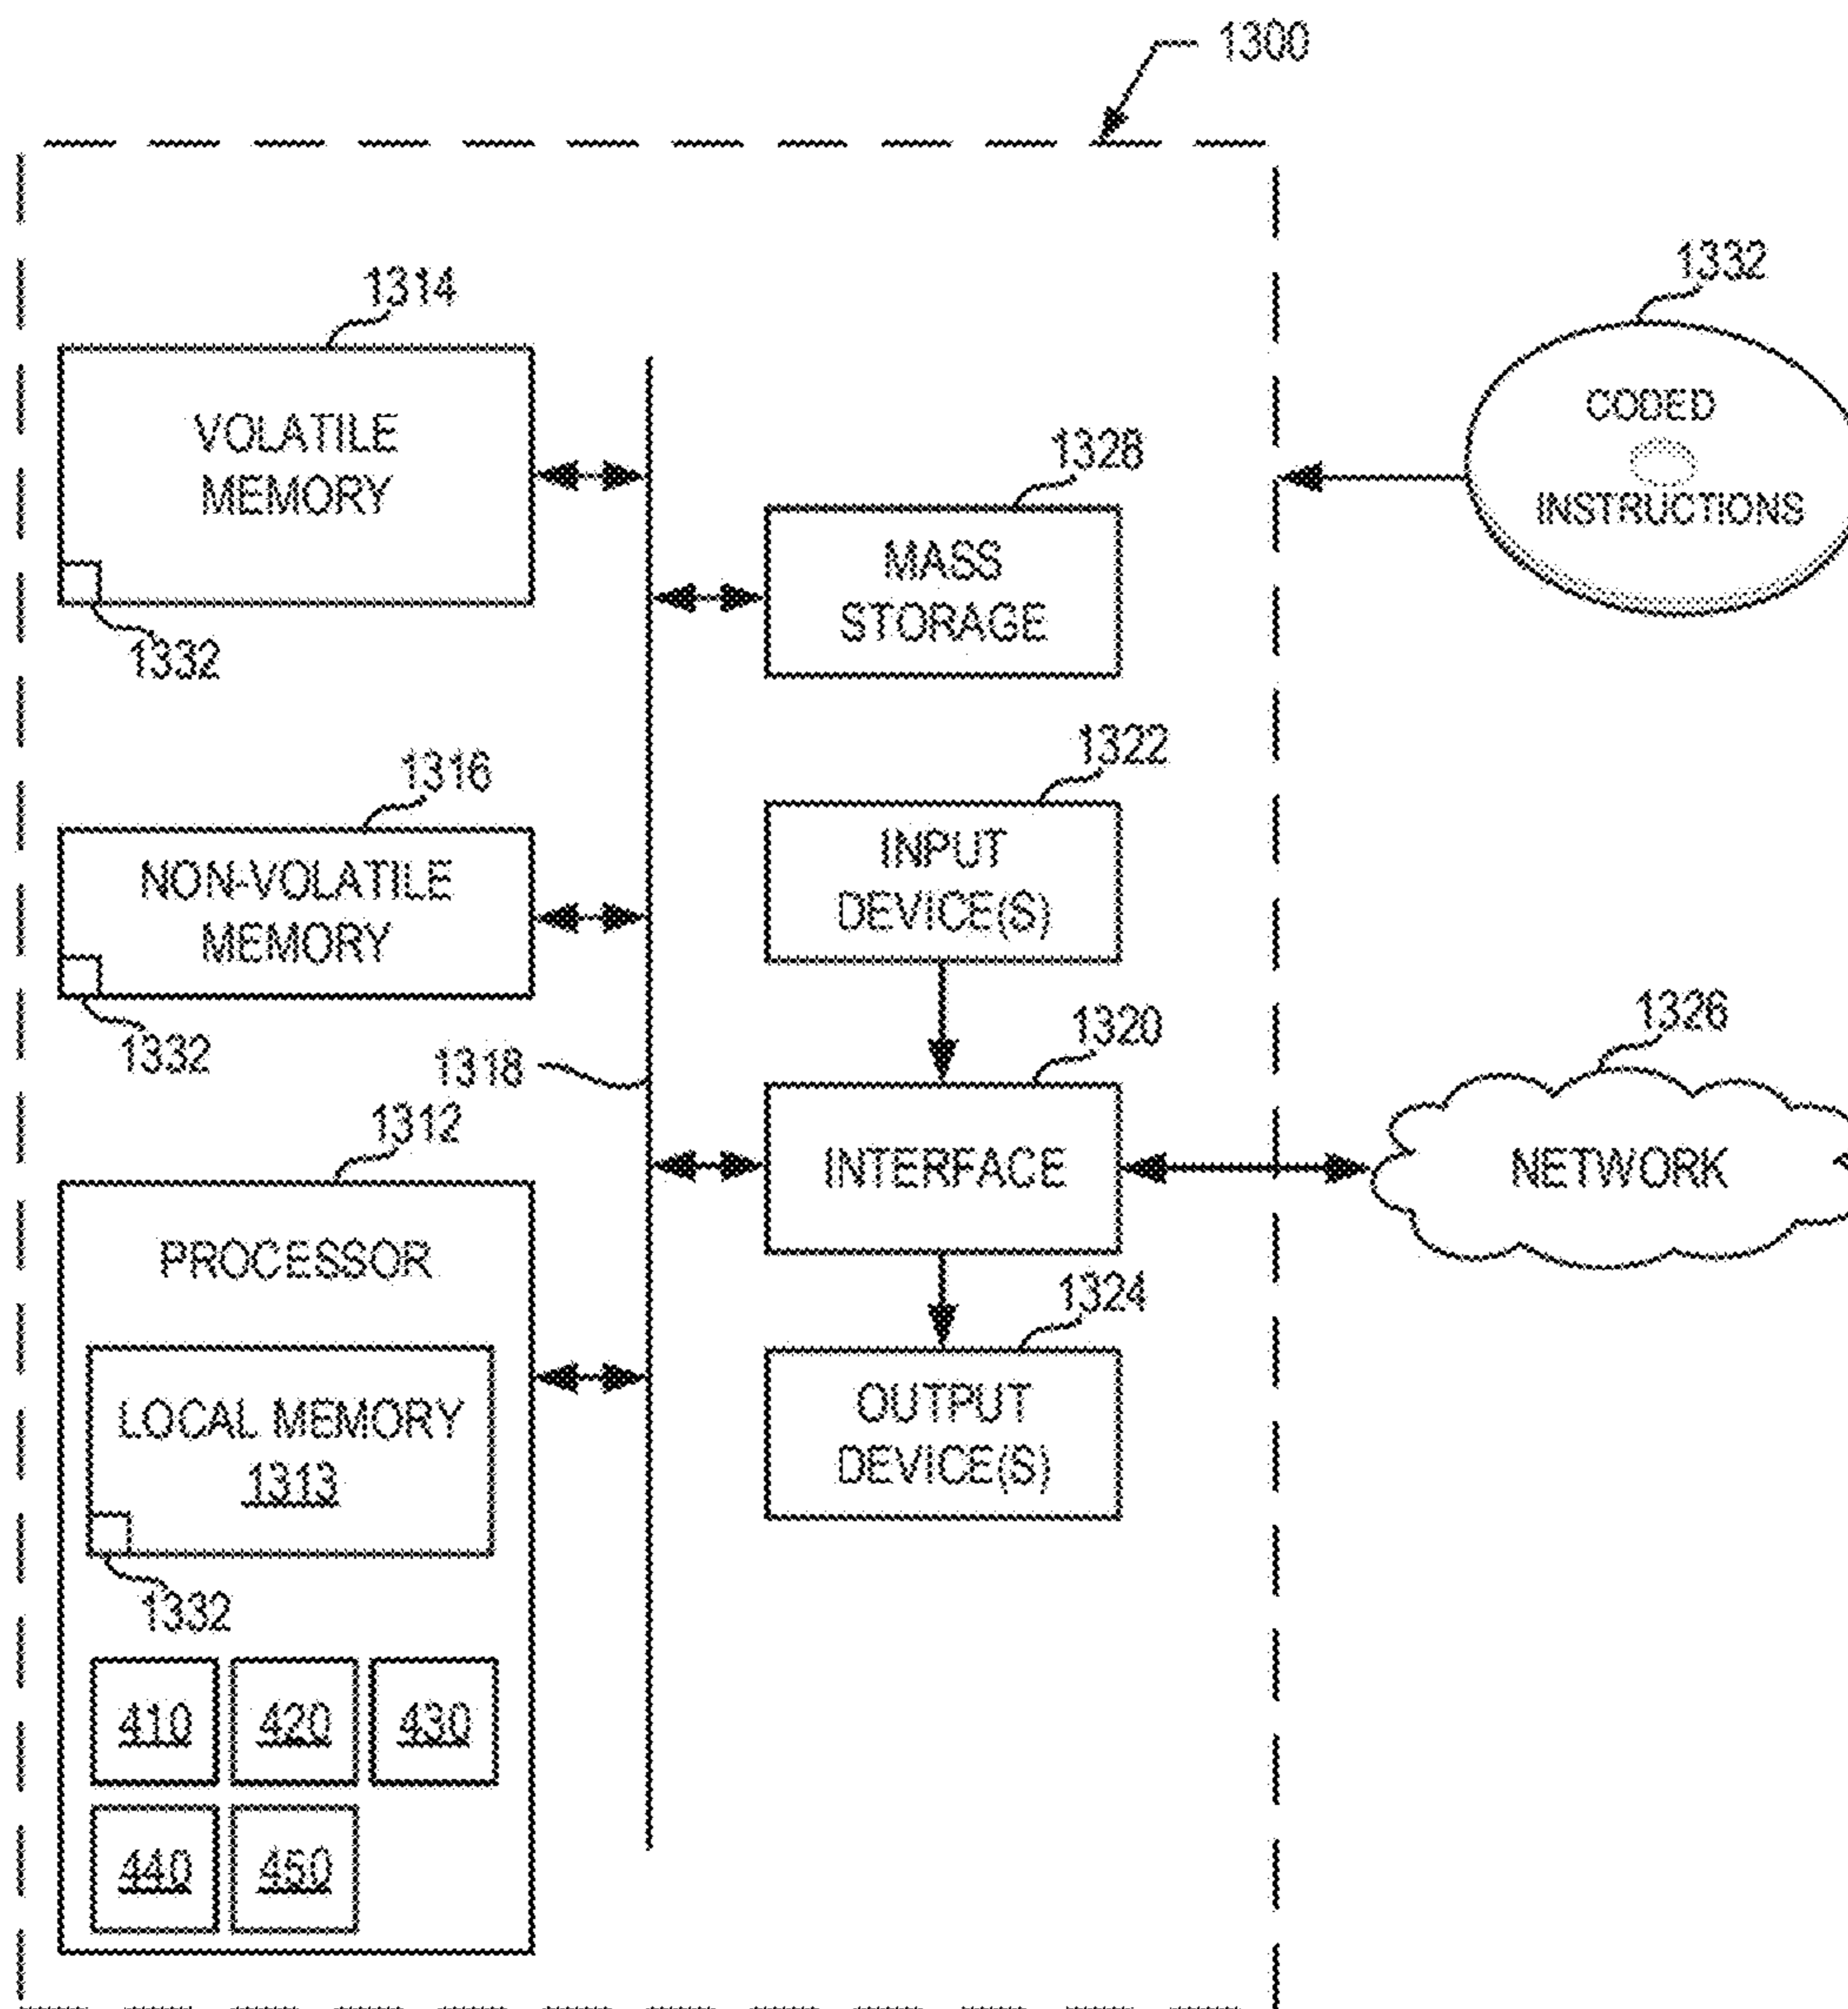 1300
1314
VOLATILE
MEMORY
1332
1328
MASS
STORAGE
1332
CODED
INSTRUCTIONS
1316
NON-VOLATILE
MEMORY
1332
1318
1322
INPUT
DEVICE(S)
1320
INTERFACE
1326
NETWORK
1312
PROCESSOR
LOCAL MEMORY
1313
1332
1324
OUTPUT
DEVICE(S)
410
420
430
440
450